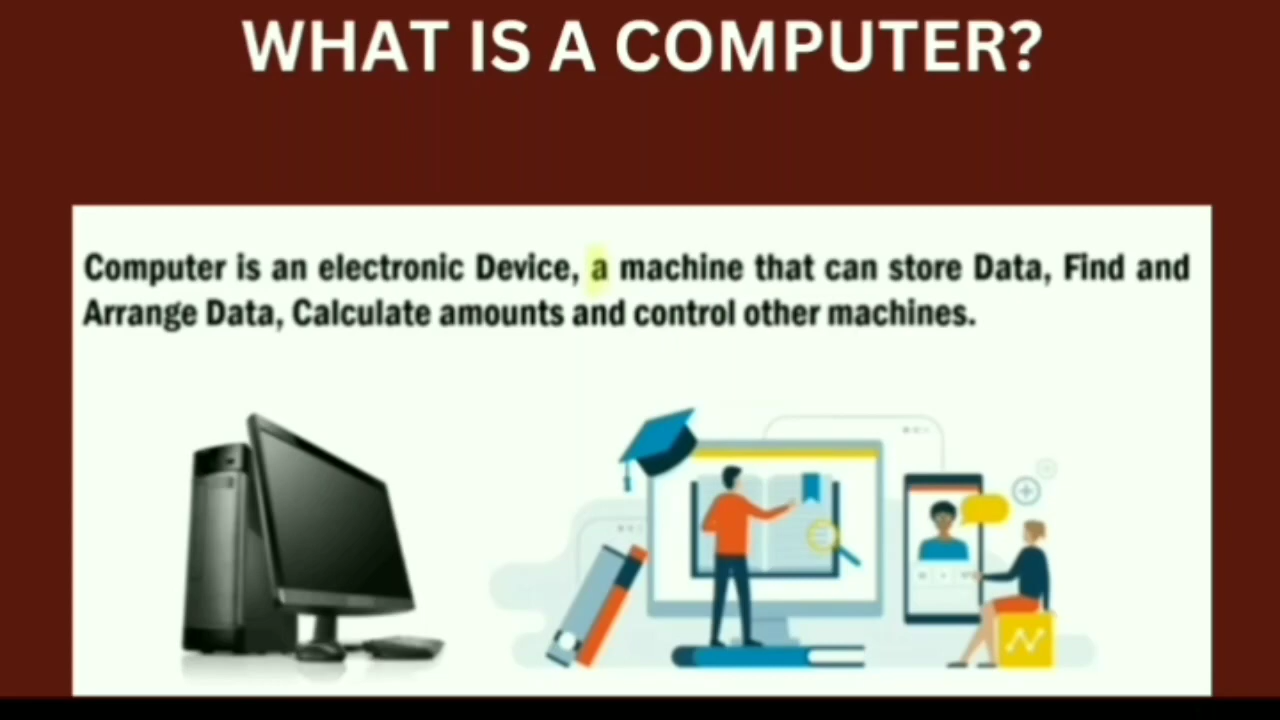 WHAT IS A COMPUTER?
Computer is an electronic Device, a machine that can store Data, Find and
Arrange Data, Calculate amounts and control other machines.